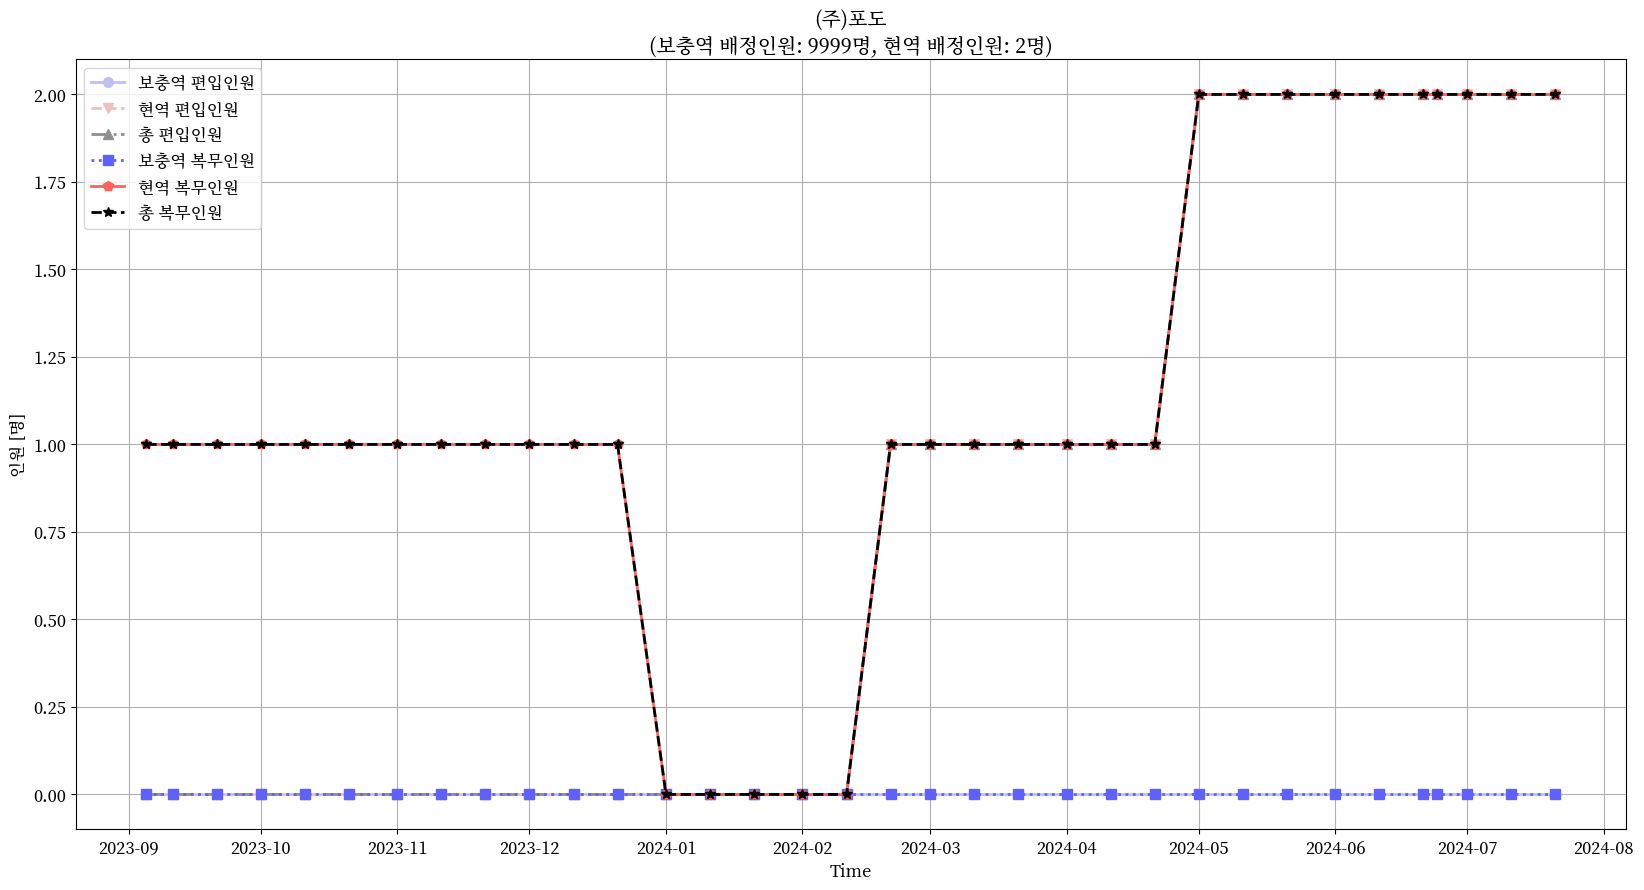 (주)포도
(보충역 배정인원: 9999명, 현역 배정인원: 2명)
보충역 편입인원
현역 편입인원
총 편입인원
보충역 복무인원
현역 복무인원
총 복무인원
인원 [명]
2.00
1.75
1.50
1.25
1.00
0.75
0.50
0.25
0.00
2023-09 2023-10 2023-11 2023-12 2024-01 2024-02 2024-03 2024-04 2024-05 2024-06 2024-07 2024-08
Time